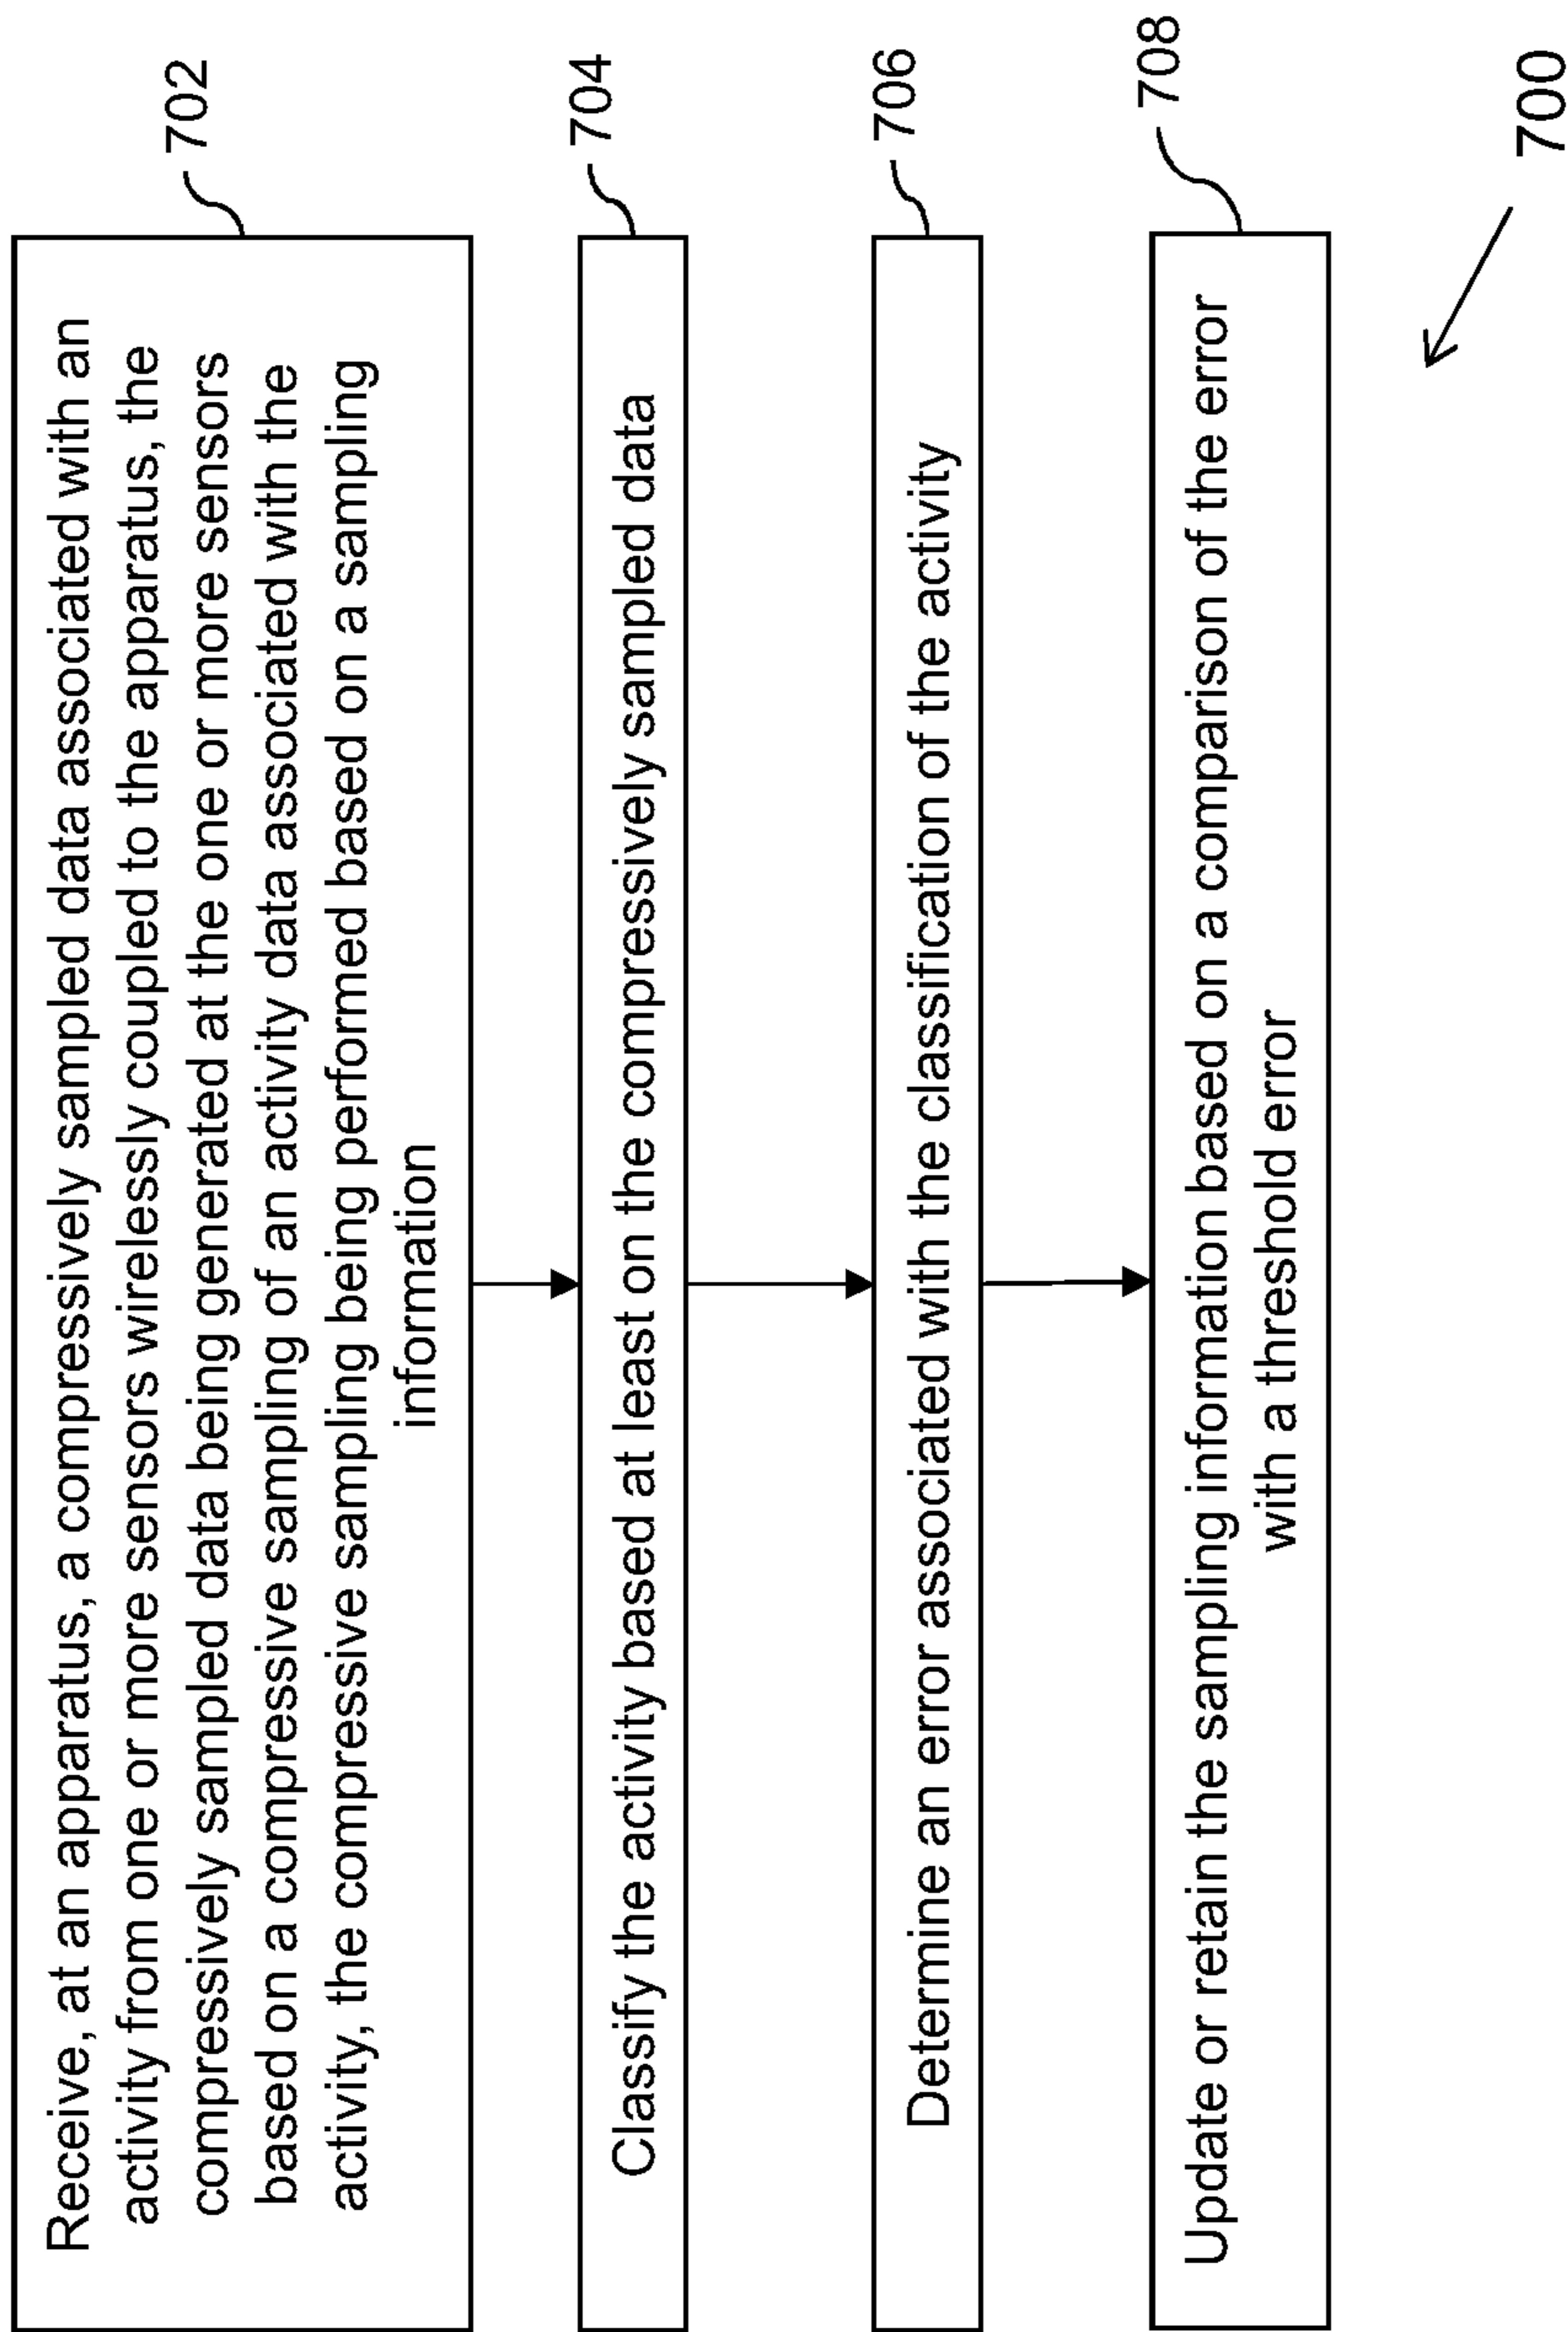 Receive, at an apparatus, a compressively sampled data associated with an
activity from one or more sensors wirelessly coupled to the apparatus, the
compressively sampled data being generated at the one or more sensors
based on a compressive sampling of an activity data associated with the
activity, the compressive sampling being performed based on a sampling
information
702
Classify the activity based at least on the compressively sampled data
704
Determine an error associated with the classification of the activity
706
Update or retain the sampling information based on a comparison of the error
with a threshold error
708
700